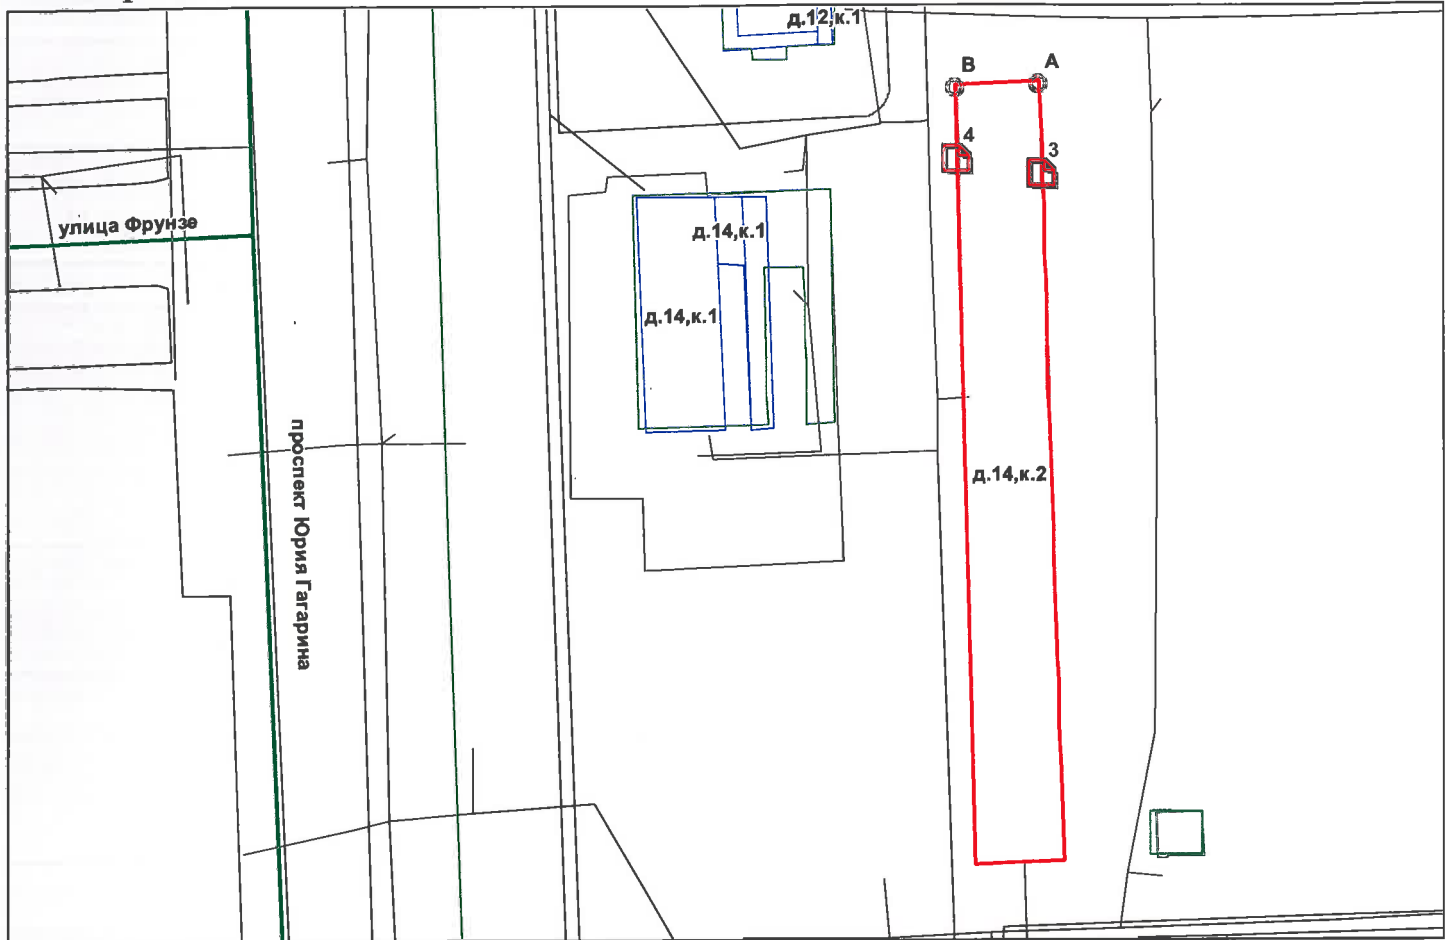 д.12,к.1
В
А
4
3
улица Фрунзе
д.14,к.1
д.14,к.1
проспект Юрия Гагарина
д.14,к.2